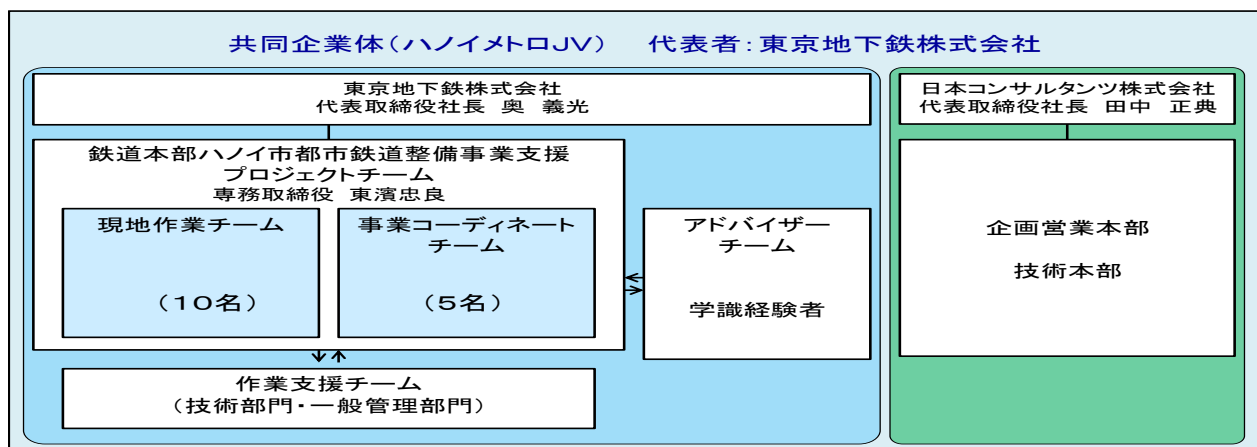 共同企業体(ハノイメトロJV)　代表者:東京地下鉄株式会社
東京地下鉄株式会社
代表取締役社長 奥 義光
鉄道本部ハノイ市都市鉄道整備事業支援
プロジェクトチーム
専務取締役 東濱忠良
現地作業チーム
(10名)
事業コーディネート
チーム
(5名)
アドバイザー
チーム
学識経験者
作業支援チーム
(技術部門・一般管理部門)
日本コンサルタンツ株式会社
代表取締役社長 田中 正典
企画営業本部
技術本部